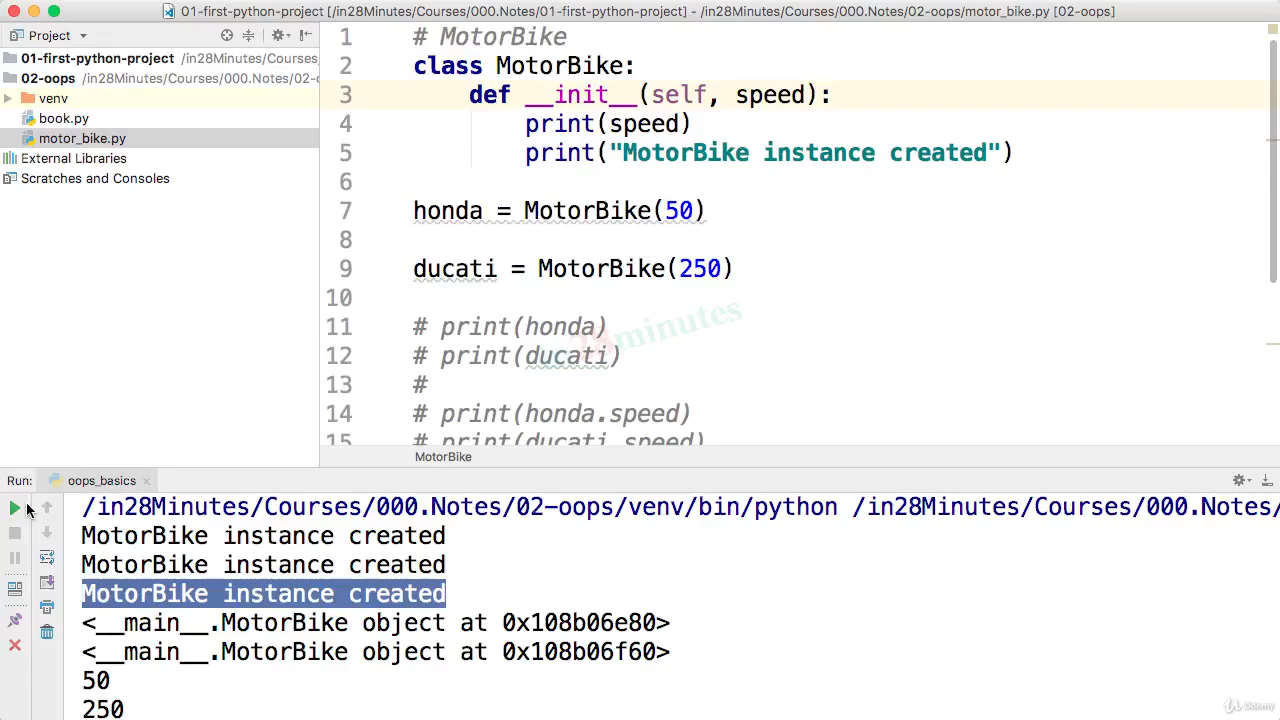 01-first-python-project [/in28Minutes/Courses/000.Notes/01-first-python-project] - /in28Minutes/Courses/000.Notes/02-oops/motor_bike.py [02-oops]
Project
01-first-python-project /in28Minutes/Courses/
02-oops /in28Minutes/Courses/000.Notes/02-o
venv
book.py
motor_bike.py
External Libraries
Scratches and Consoles
1 # MotorBike
2 class MotorBike:
3 def __init__(self, speed):
4 print(speed)
5 print("MotorBike instance created")
6
7 honda = MotorBike(50)
8
9 ducati = MotorBike(250)
10
11 # print(honda)
12 # print(ducati)
13 #
14 # print(honda.speed)
15 # print(ducati.speed)
28minutes
MotorBike
Run: oops_basics
/in28Minutes/Courses/000.Notes/02-oops/venv/bin/python /in28Minutes/Courses/000.Notes/
MotorBike instance created
MotorBike instance created
MotorBike instance created
<__main__.MotorBike object at 0x108b06e80>
<__main__.MotorBike object at 0x108b06f60>
50
250
Udemy